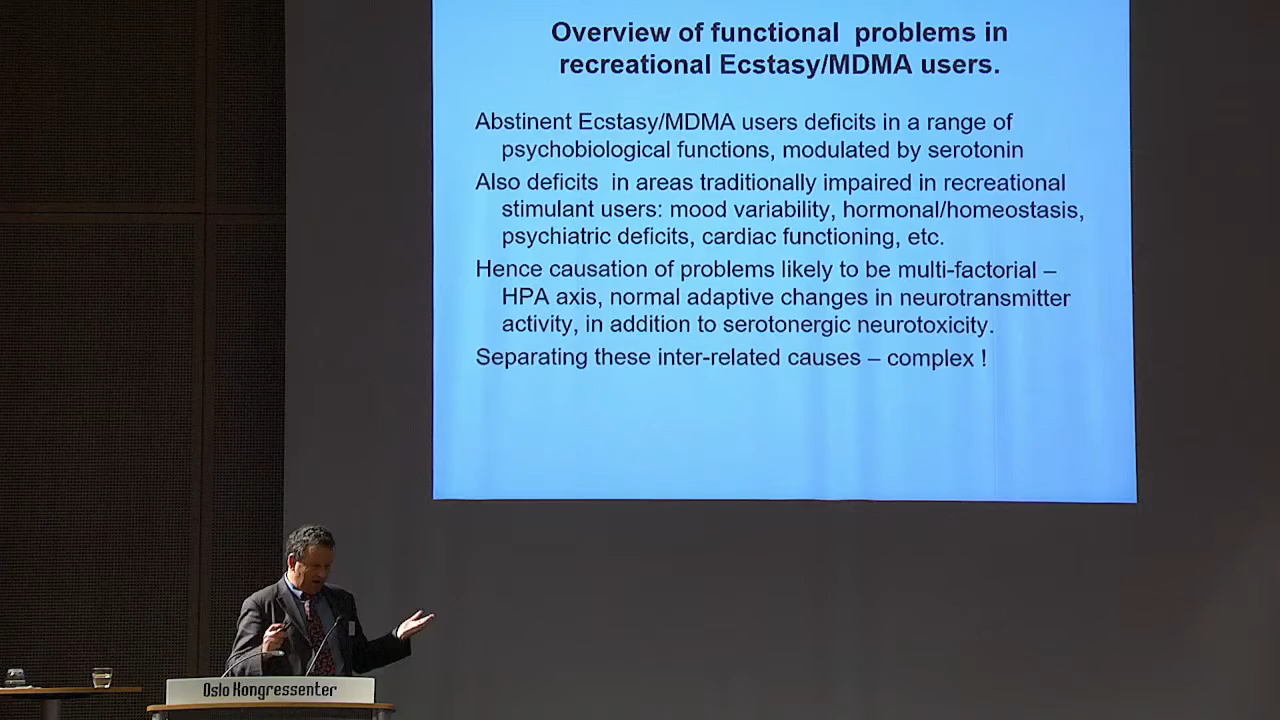 Overview of functional problems in
recreational Ecstasy/MDMA users.
Abstinent Ecstasy/MDMA users deficits in a range of
psychobiological functions, modulated by serotonin
Also deficits in areas traditionally impaired in recreational
stimulant users: mood variability, hormonal/homeostasis,
psychiatric deficits, cardiac functioning, etc.
Hence causation of problems likely to be multi-factorial –
HPA axis, normal adaptive changes in neurotransmitter
activity, in addition to serotonergic neurotoxicity.
Separating these inter-related causes – complex !
Oslo Kongressenter